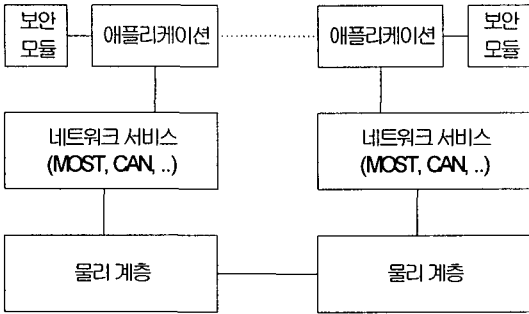 보안
모듈
애플리케이션
애플리케이션
보안
모듈
네트워크 서비스
(MOST, CAN, ..)
네트워크 서비스
(MOST, CAN, ..)
물리 계층
물리 계층